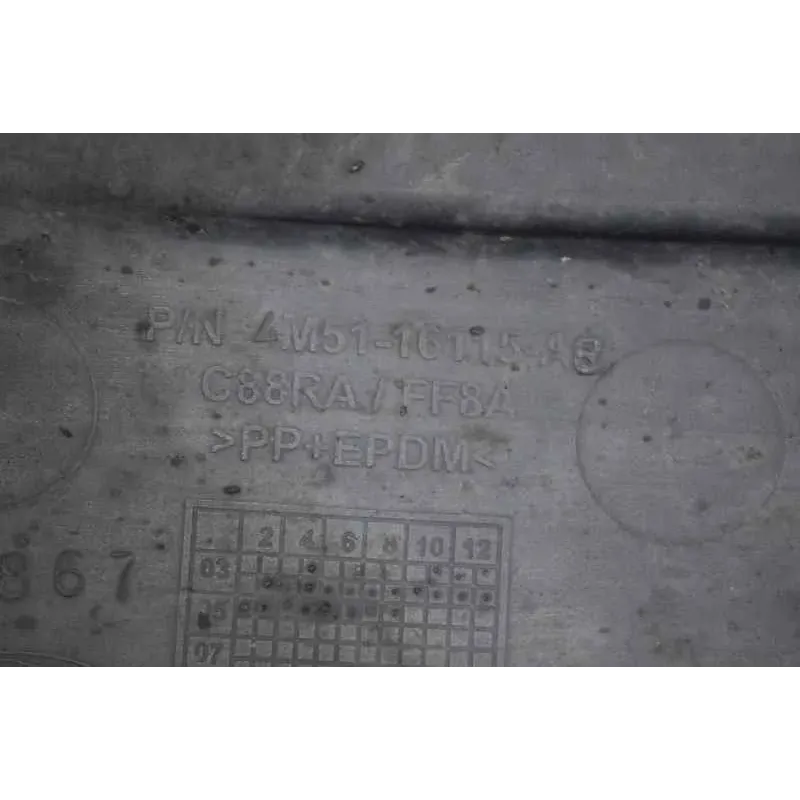 P/N 4M51-16115-AB
C88RA / FF8A
>PP+EPDM<
867
2 4 6 8 10 12
03
05
07